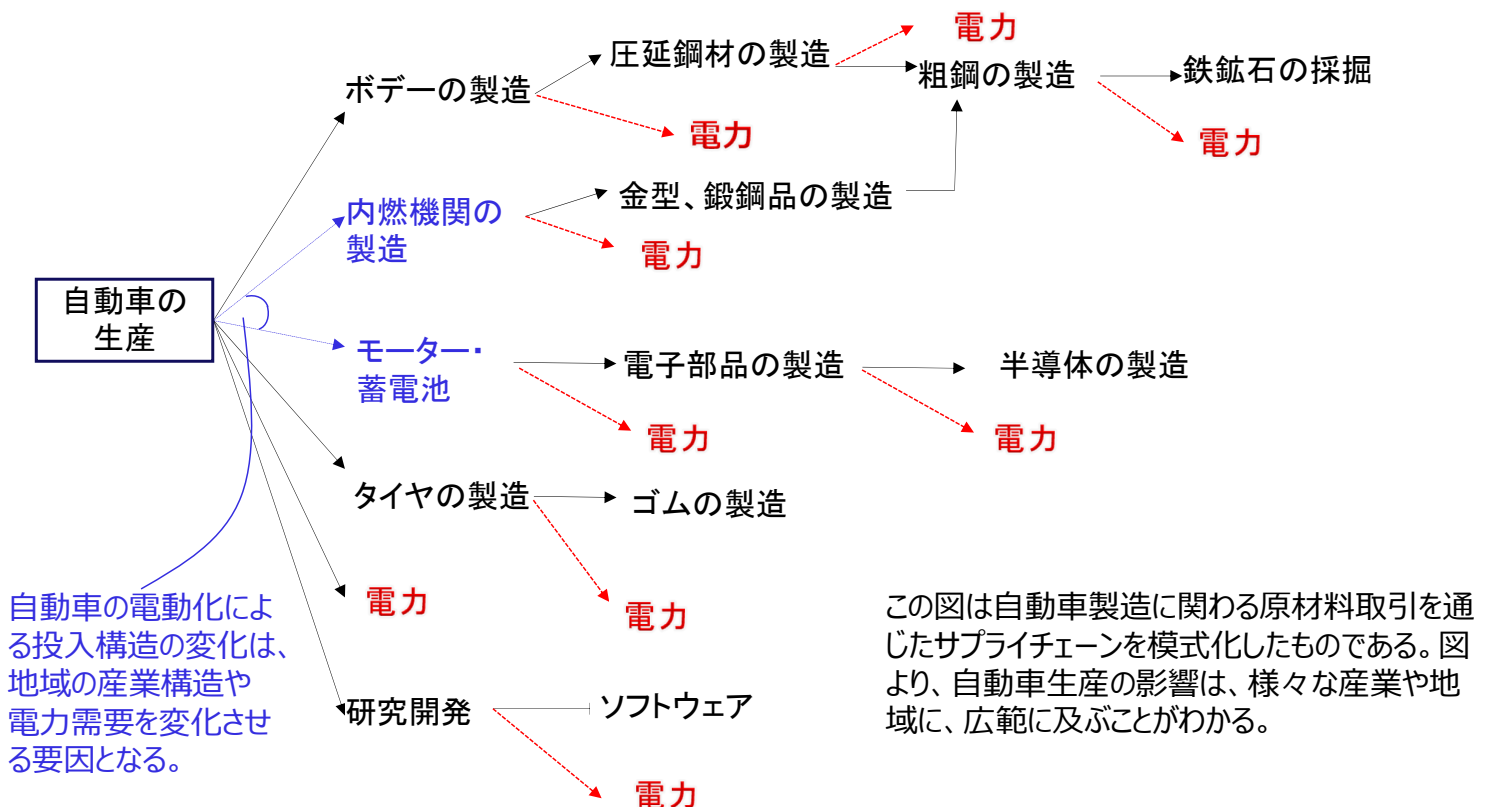 電力
圧延鋼材の製造
粗鋼の製造
鉄鉱石の採掘
ボデーの製造
電力
電力
金型、鍛鋼品の製造
内燃機関の
製造
電力
自動車の
生産
モーター・
蓄電池
電子部品の製造
半導体の製造
電力
電力
タイヤの製造
ゴムの製造
電力
電力
研究開発
ソフトウェア
電力
自動車の電動化によ
る投入構造の変化は、
地域の産業構造や
電力需要を変化させ
る要因となる。
この図は自動車製造に関わる原材料取引を通
じたサプライチェーンを模式化したものである。図
より、自動車生産の影響は、様々な産業や地
域に、広範に及ぶことがわかる。